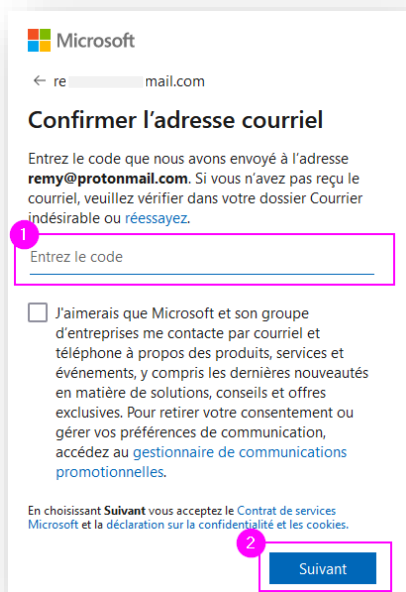 Microsoft
← re mail.com
Confirmer l'adresse courriel
Entrez le code que nous avons envoyé à l'adresse
remy@protonmail.com. Si vous n'avez pas reçu le
courriel, veuillez vérifier dans votre dossier Courrier
indésirable ou réessayez.
1
Entrez le code
J'aimerais que Microsoft et son groupe
d'entreprises me contacte par courriel et
téléphone à propos des produits, services et
événements, y compris les dernières nouveautés
en matière de solutions, conseils et offres
exclusives. Pour retirer votre consentement ou
gérer vos préférences de communication,
accédez au gestionnaire de communications
promotionnelles.
En choisissant Suivant vous acceptez le Contrat de services
Microsoft et la déclaration sur la confidentialité et les cookies.
2
Suivant